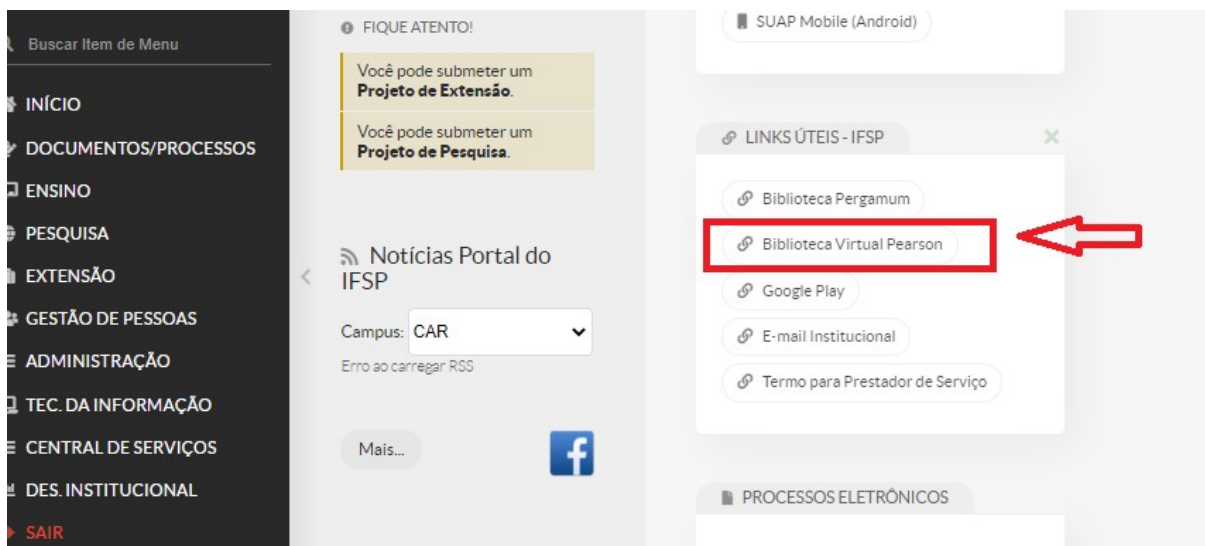 Buscar Item de Menu
INÍCIO
DOCUMENTOS/PROCESSOS
ENSINO
PESQUISA
EXTENSÃO
GESTÃO DE PESSOAS
ADMINISTRAÇÃO
TEC. DA INFORMAÇÃO
CENTRAL DE SERVIÇOS
DES. INSTITUCIONAL
SAIR
FIQUE ATENTO!
Você pode submeter um
Projeto de Extensão.
Você pode submeter um
Projeto de Pesquisa.
Notícias Portal do
IFSP
Campus: CAR
Erro ao carregar RSS
Mais...
SUAP Mobile (Android)
LINKS ÚTEIS - IFSP
Biblioteca Pergamum
Biblioteca Virtual Pearson
Google Play
E-mail Institucional
Termo para Prestador de Serviço
PROCESSOS ELETRÔNICOS